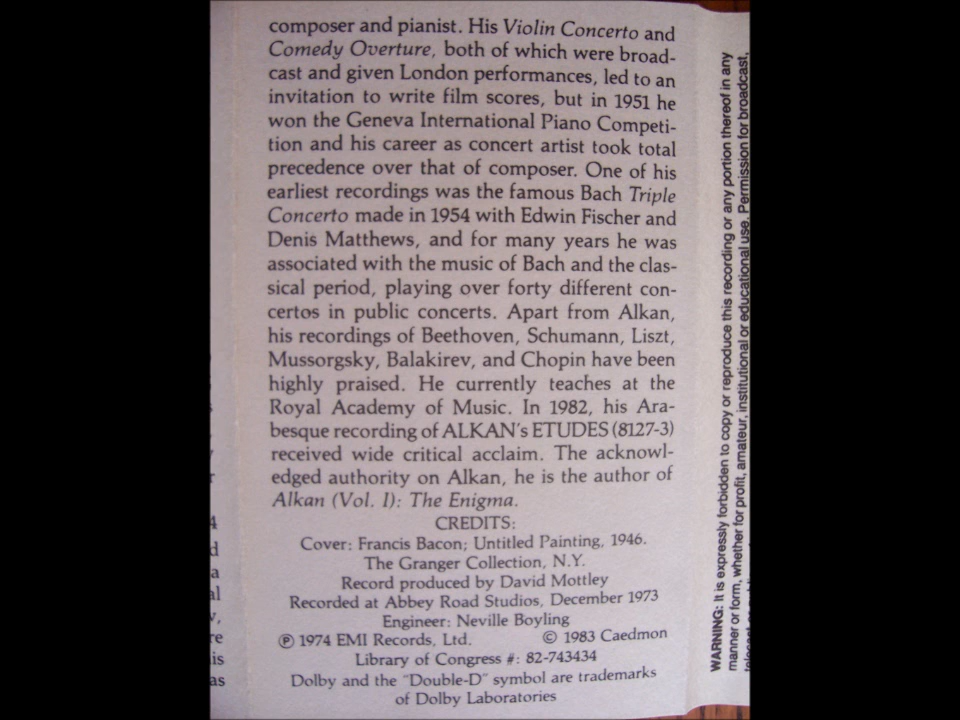 composer and pianist. His Violin Concerto and
Comedy Overture, both of which were broad-
cast and given London performances, led to an
invitation to write film scores, but in 1951 he
won the Geneva International Piano Competi-
tion and his career as concert artist took total
precedence over that of composer. One of his
earliest recordings was the famous Bach Triple
Concerto made in 1954 with Edwin Fischer and
Denis Matthews, and for many years he was
associated with the music of Bach and the clas-
sical period, playing over forty different con-
certos in public concerts. Apart from Alkan,
his recordings of Beethoven, Schumann, Liszt,
Mussorgsky, Balakirev, and Chopin have been
highly praised. He currently teaches at the
Royal Academy of Music. In 1982, his Ara-
besque recording of ALKAN's ETUDES (8127-3)
received wide critical acclaim. The acknowl-
edged authority on Alkan, he is the author of
Alkan (Vol. I): The Enigma.
CREDITS:
Cover: Francis Bacon; Untitled Painting, 1946.
The Granger Collection, N.Y.
Record produced by David Mottley
Recorded at Abbey Road Studios, December 1973
Engineer: Neville Boyling
℗ 1974 EMI Records, Ltd. © 1983 Caedmon
Library of Congress #: 82-743434
Dolby and the "Double-D" symbol are trademarks
of Dolby Laboratories
WARNING: It is expressly forbidden to copy or reproduce this recording or any portion thereof in any
manner or form, whether for profit, amateur, institutional or educational use. Permission for broadcast,